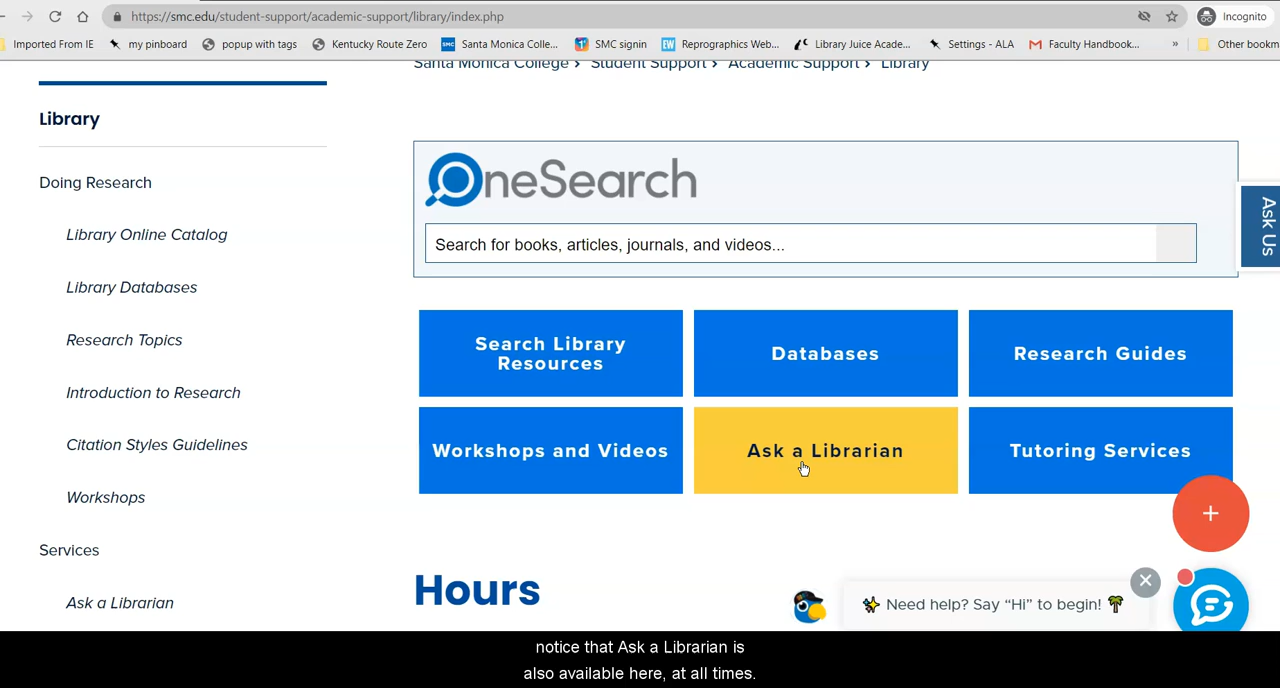 https://smc.edu/student-support/academic-support/library/index.php
Incognito
Imported From IE
my pinboard
popup with tags
Kentucky Route Zero
SMC
Santa Monica Colle...
SMC signin
EW
Reprographics Web...
Library Juice Acade...
Settings - ALA
Faculty Handbook...
»
Other bookm
Santa Monica College › Student Support › Academic Support › Library
Library
Doing Research
Library Online Catalog
Library Databases
Research Topics
Introduction to Research
Citation Styles Guidelines
Workshops
Services
Ask a Librarian
OneSearch
Search for books, articles, journals, and videos...
Ask Us
Search Library
Resources
Databases
Research Guides
Workshops and Videos
Ask a Librarian
Tutoring Services
+
Hours
✨ Need help? Say “Hi” to begin! 🌴
notice that Ask a Librarian is
also available here, at all times.